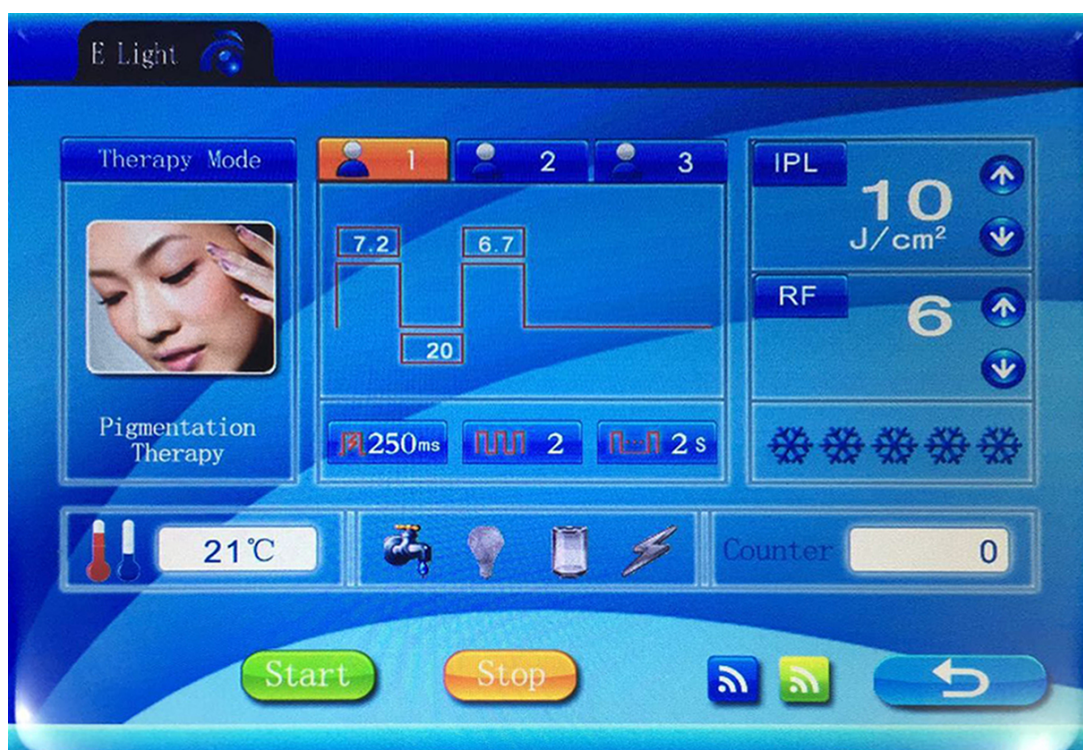 E Light
Therapy Mode
Pigmentation
Therapy
1
2
3
7.2
6.7
20
250ms
2
2 s
IPL
10
J/cm²
RF
6
21℃
Counter
0
Start
Stop